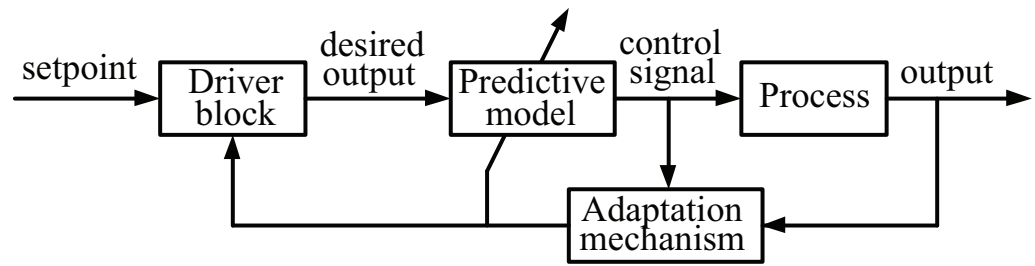 setpoint
Driver
block
desired
output
Predictive
model
control
signal
Process
output
Adaptation
mechanism